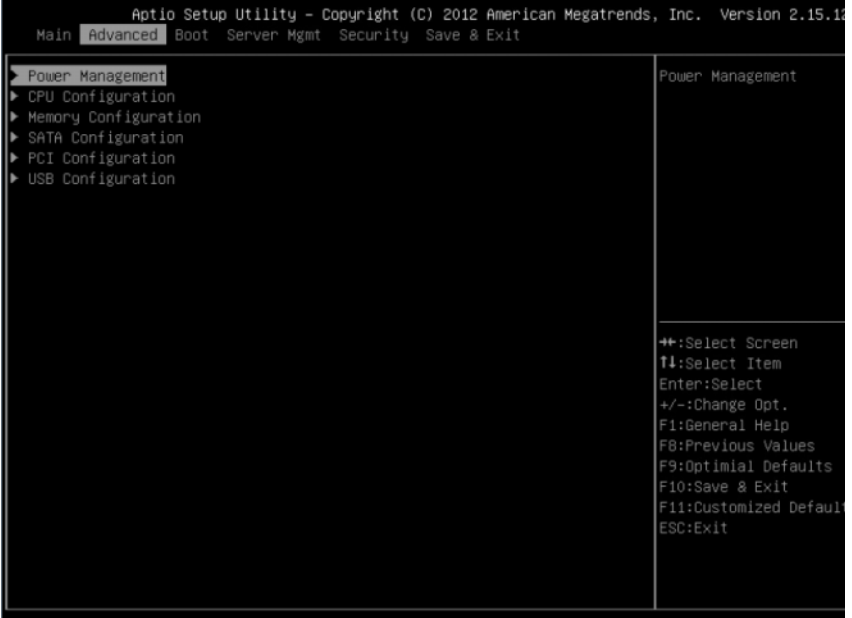 Aptio Setup Utility – Copyright (C) 2012 American Megatrends, Inc. Version 2.15.12
Main Advanced Boot Server Mgmt Security Save & Exit
Power Management
CPU Configuration
Memory Configuration
SATA Configuration
PCI Configuration
USB Configuration
Power Management
→←:Select Screen
↑↓:Select Item
Enter:Select
+/-:Change Opt.
F1:General Help
F8:Previous Values
F9:Optimial Defaults
F10:Save & Exit
F11:Customized Default
ESC:Exit